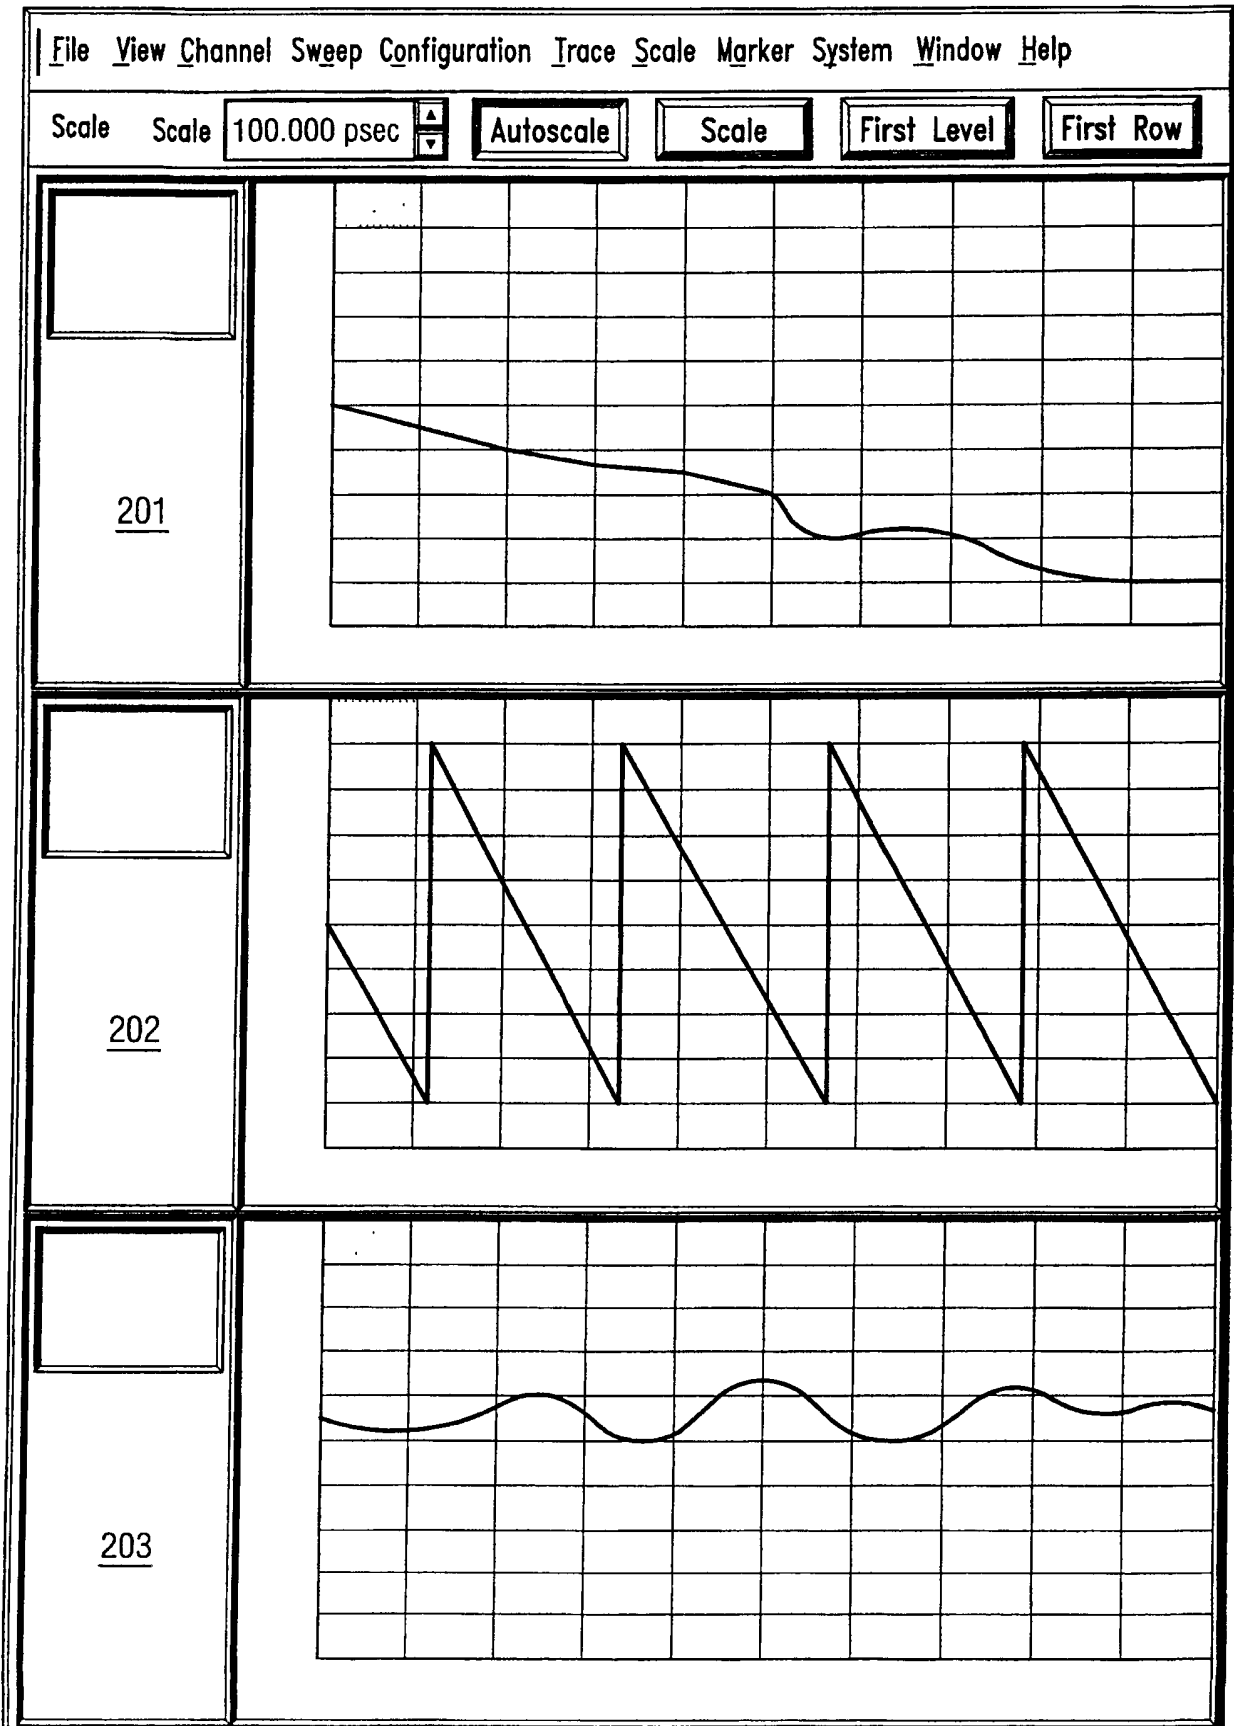 File View Channel Sweep Configuration Trace Scale Marker System Window Help
Scale Scale 100.000 psec Autoscale Scale First Level First Row
201
202
203